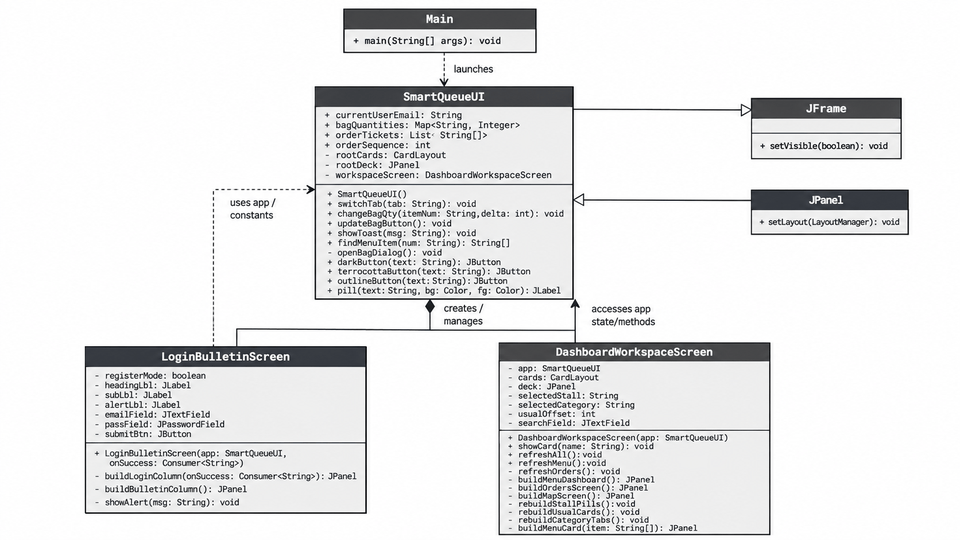 Main
+ main(String[] args): void
launches
SmartQueueUI
+ currentUserEmail: String
+ bagQuantities: Map<String, Integer>
+ orderTickets: List· String[]>
+ orderSequence: int
- rootCards: CardLayout
- rootDeck: JPanel
- workspaceScreen: DashboardWorkspaceScreen
+ SmartQueueUI()
+ switchTab(tab: String): void
+ changeBagQty(itemNum: String,delta: int): void
+ updateBagButton(): void
+ showToast(msg: String): void
+ findMenuItem(num: String): String[]
- openBagDialog(): void
+ darkButton(text: String): JButton
+ terrocottaButton(text: String): JButton
+ outlineButton(text:String): JButton
+ pill(text:String, bg: Color, fg: Color): JLabel
JFrame
+ setVisible(boolean): void
JPanel
+ setLayout(LayoutManager): void
uses app /
constants
creates /
manages
accesses app
state/methods
LoginBulletinScreen
- registerMode: boolean
- headingLbl: JLabel
- subLbl: JLabel
- alertLbl: JLabel
- emailField: JTextField
- passField: JPasswordField
- submitBtn: JButton
+ LoginBulletinScreen(app: SmartQueueUI,
onSuccess: Consumer<String>)
- buildLoginColumn(onSuccess: Consumer<String>): JPanel
- buildBulletinColumn(): JPanel
- showAlert(msg: String): void
DashboardWorkspaceScreen
- app: SmartQueueUI
- cards: CardLayout
- deck: JPanel
- selectedStall: String
- selectedCategory: String
- usualOffset: int
- searchField: JTextField
+ DashboardWorkspaceScreen(app: SmartQueueUI)
+ showCard(name: String): void
+ refreshAll():void
+ refreshMenu():void
- refreshOrders(): void
- buildMenuDashboard(): JPanel
- buildOrdersScreen(): JPanel
- buildMapScreen(): JPanel
- rebuildStallPills():void
- rebuildUsualCards(): void
- rebuildCategoryTabs(): void
- buildMenuCard(item: String[]): JPanel